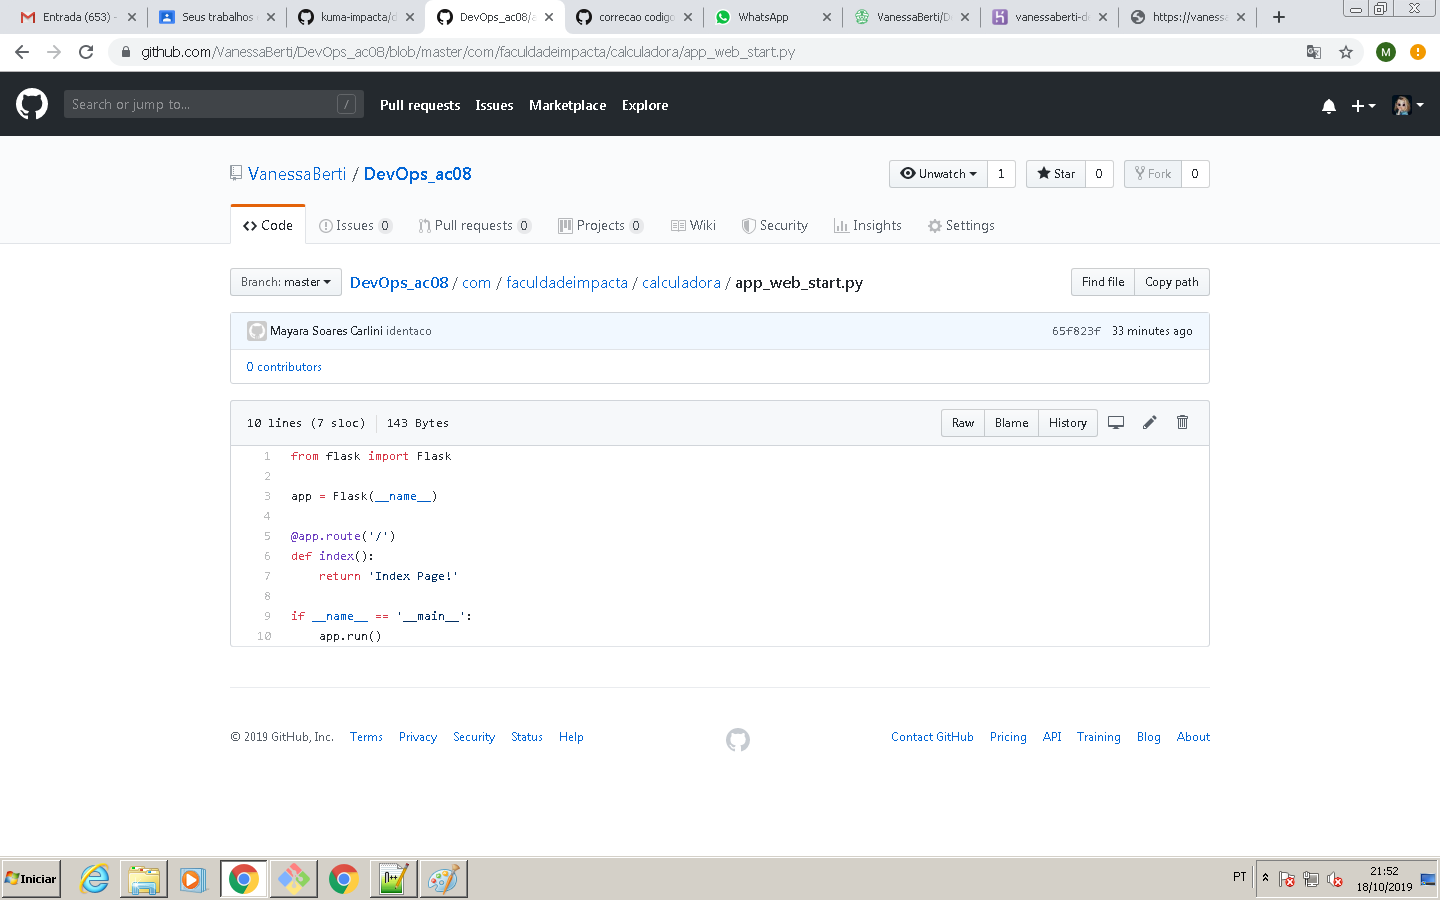 Entrada (653) -
Seus trabalhos
kuma-impacta/d
DevOps_ac08/a
correcao codigo
WhatsApp
VanessaBerti/D
vanessaberti-d
https://vaness
github.com/VanessaBerti/DevOps_ac08/blob/master/com/faculdadeimpacta/calculadora/app_web_start.py
M
Search or jump to...
/
Pull requests
Issues
Marketplace
Explore
VanessaBerti / DevOps_ac08
Unwatch 1
Star 0
Fork 0
Code
Issues 0
Pull requests 0
Projects 0
Wiki
Security
Insights
Settings
Branch: master
DevOps_ac08 / com / faculdadeimpacta / calculadora / app_web_start.py
Find file
Copy path
Mayara Soares Carlini identaco
65f823f 33 minutes ago
0 contributors
10 lines (7 sloc) 143 Bytes
Raw
Blame
History
1 from flask import Flask
2
3 app = Flask(__name__)
4
5 @app.route('/')
6 def index():
7     return 'Index Page!'
8
9 if __name__ == '__main__':
10     app.run()
© 2019 GitHub, Inc.
Terms
Privacy
Security
Status
Help
Contact GitHub
Pricing
API
Training
Blog
About
Iniciar
PT
21:52
18/10/2019